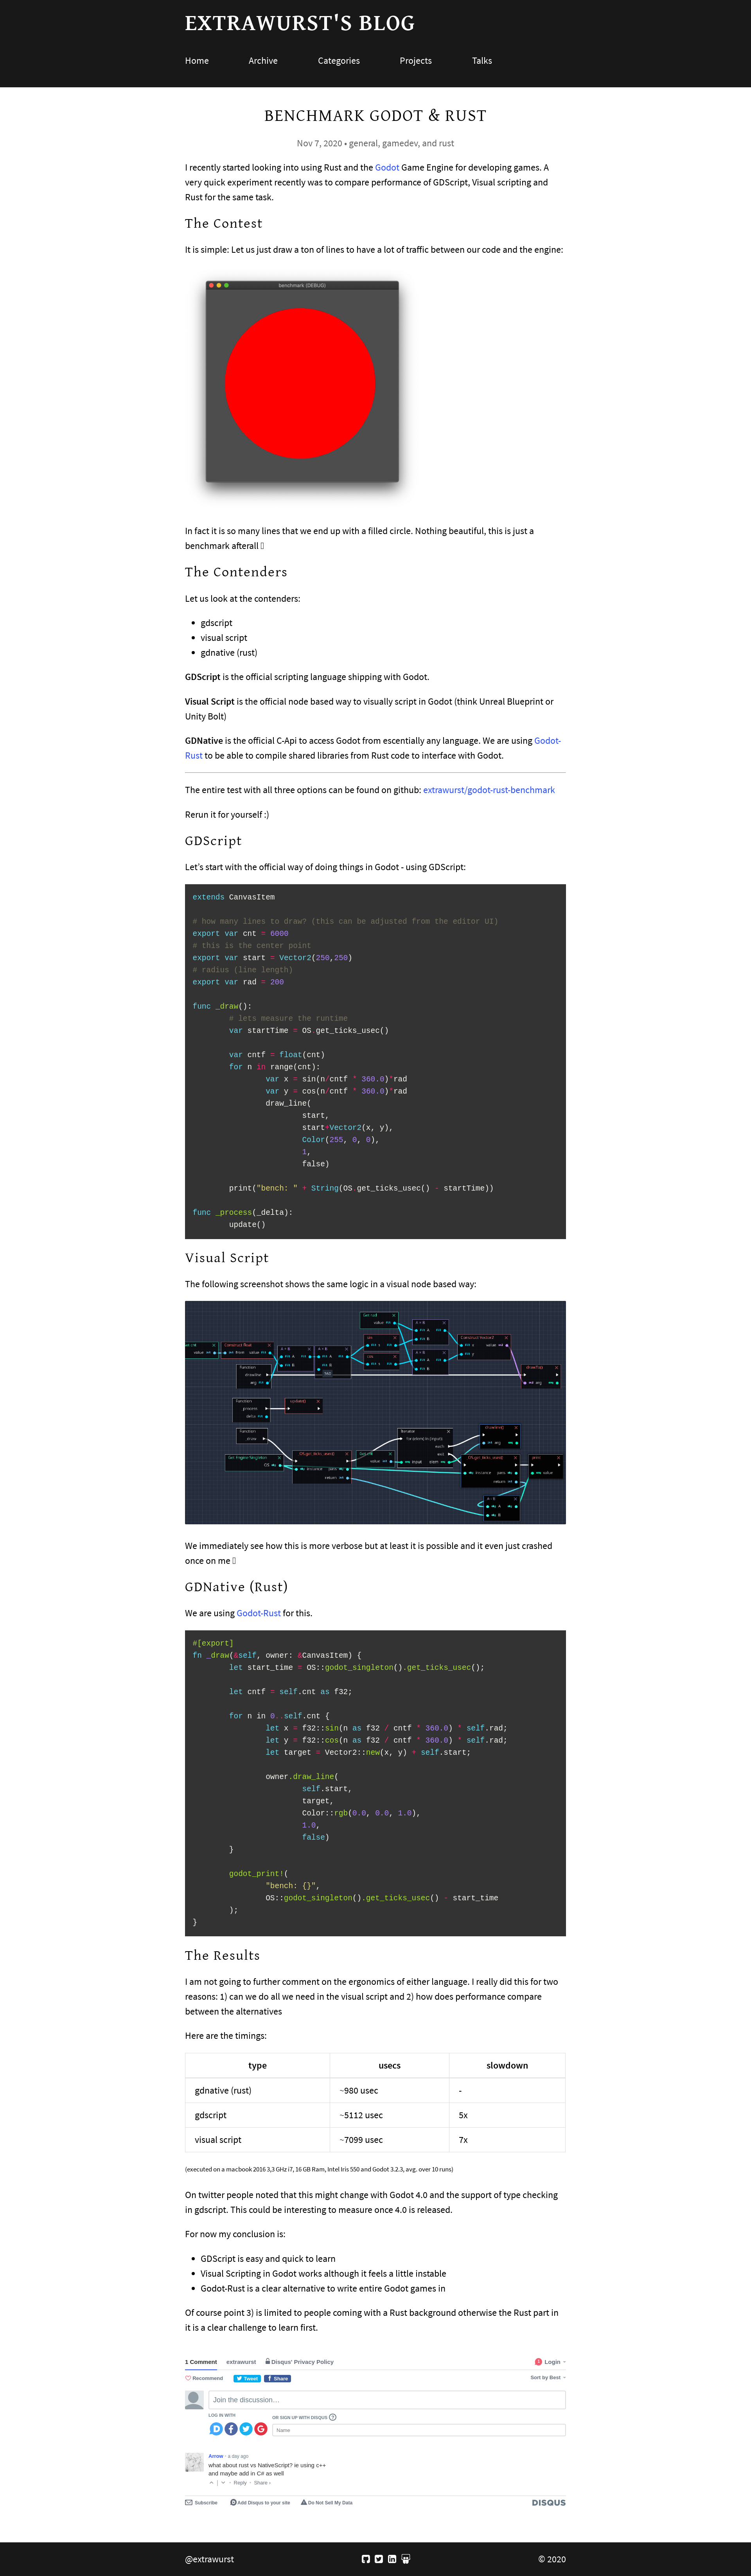 EXTRAWURST'S BLOG
Home Archive Categories Projects Talks
BENCHMARK GODOT & RUST
Nov 7, 2020 • general, gamedev, and rust
I recently started looking into using Rust and the Godot Game Engine for developing games. A
very quick experiment recently was to compare performance of GDScript, Visual scripting and
Rust for the same task.
The Contest
It is simple: Let us just draw a ton of lines to have a lot of traffic between our code and the engine:
benchmark (DEBUG)
In fact it is so many lines that we end up with a filled circle. Nothing beautiful, this is just a
benchmark afterall
The Contenders
Let us look at the contenders:
• gdscript
• visual script
• gdnative (rust)
GDScript is the official scripting language shipping with Godot.
Visual Script is the official node based way to visually script in Godot (think Unreal Blueprint or
Unity Bolt)
GDNative is the official C-Api to access Godot from escentially any language. We are using Godot-
Rust to be able to compile shared libraries from Rust code to interface with Godot.
The entire test with all three options can be found on github: extrawurst/godot-rust-benchmark
Rerun it for yourself :)
GDScript
Let's start with the official way of doing things in Godot - using GDScript:
extends CanvasItem
# how many lines to draw? (this can be adjusted from the editor UI)
export var cnt = 6000
# this is the center point
export var start = Vector2(250,250)
# radius (line length)
export var rad = 200
func _draw():
# lets measure the runtime
var startTime = OS.get_ticks_usec()
var cntf = float(cnt)
for n in range(cnt):
var x = sin(n/cntf * 360.0)*rad
var y = cos(n/cntf * 360.0)*rad
draw_line(
start,
start+Vector2(x, y),
Color(255, 0, 0),
1,
false)
print("bench: " + String(OS.get_ticks_usec() - startTime))
func _process(_delta):
update()
Visual Script
The following screenshot shows the same logic in a visual node based way:
We immediately see how this is more verbose but at least it is possible and it even just crashed
once on me
GDNative (Rust)
We are using Godot-Rust for this.
#[export]
fn _draw(&self, owner: &CanvasItem) {
let start_time = OS::godot_singleton().get_ticks_usec();
let cntf = self.cnt as f32;
for n in 0..self.cnt {
let x = f32::sin(n as f32 / cntf * 360.0) * self.rad;
let y = f32::cos(n as f32 / cntf * 360.0) * self.rad;
let target = Vector2::new(x, y) + self.start;
owner.draw_line(
self.start,
target,
Color::rgb(0.0, 0.0, 1.0),
1.0,
false)
}
godot_print!(
"bench: {}",
OS::godot_singleton().get_ticks_usec() - start_time
);
}
The Results
I am not going to further comment on the ergonomics of either language. I really did this for two
reasons: 1) can we do all we need in the visual script and 2) how does performance compare
between the alternatives
Here are the timings:
type usecs slowdown
gdnative (rust) ~980 usec -
gdscript ~5112 usec 5x
visual script ~7099 usec 7x
(executed on a macbook 2016 3,3 GHz i7, 16 GB Ram, Intel Iris 550 and Godot 3.2.3, avg. over 10 runs)
On twitter people noted that this might change with Godot 4.0 and the support of type checking
in gdscript. This could be interesting to measure once 4.0 is released.
For now my conclusion is:
• GDScript is easy and quick to learn
• Visual Scripting in Godot works although it feels a little instable
• Godot-Rust is a clear alternative to write entire Godot games in
Of course point 3) is limited to people coming with a Rust background otherwise the Rust part in
it is a clear challenge to learn first.
1 Comment extrawurst Disqus' Privacy Policy 1 Login
Recommend Tweet Share Sort by Best
Join the discussion…
LOG IN WITH
OR SIGN UP WITH DISQUS ?
Name
Arrow • a day ago
what about rust vs NativeScript? ie using c++
and maybe add in C# as well
Reply • Share ›
Subscribe Add Disqus to your site Do Not Sell My Data DISQUS
@extrawurst © 2020